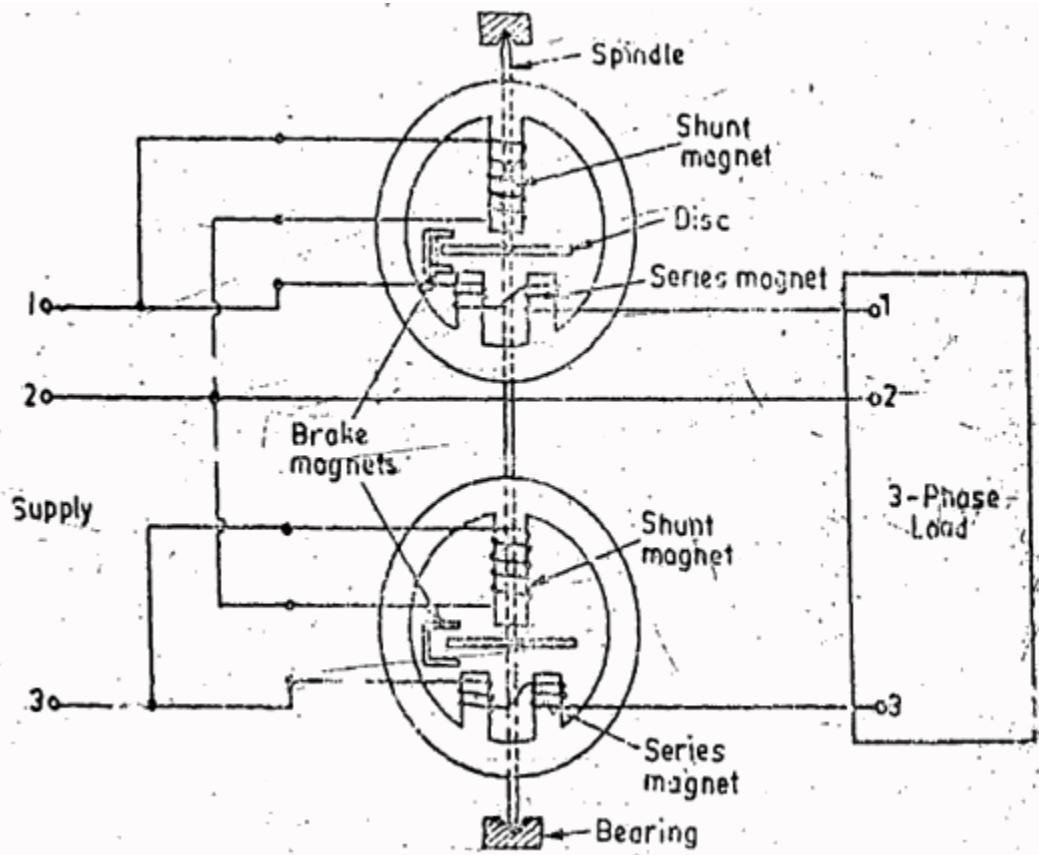 Spindle
Shunt
magnet
Disc
Series magnet
1
1
2
2
Brake
magnets
Supply
3-Phase
Load
Shunt
magnet
3
3
Series
magnet
Bearing